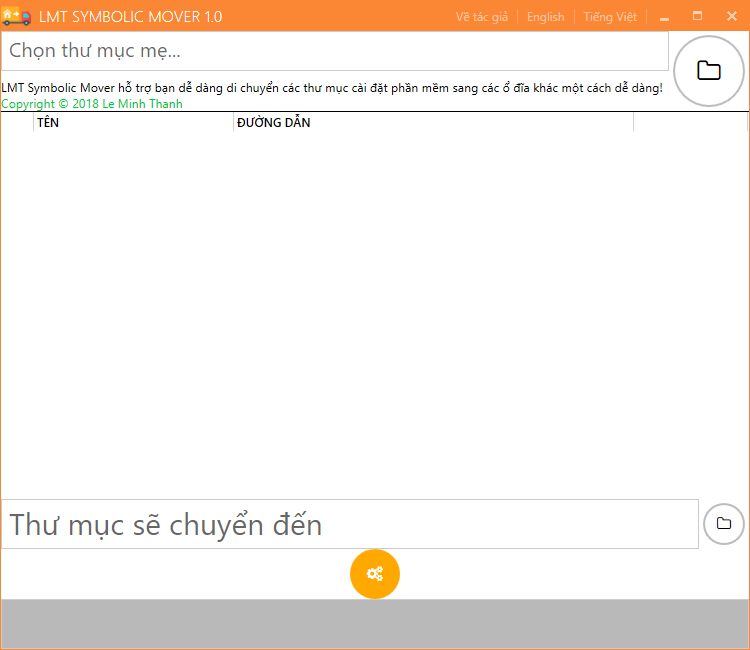 LMT SYMBOLIC MOVER 1.0
Về tác giả
English
Tiếng Việt
Chọn thư mục mẹ...
LMT Symbolic Mover hỗ trợ bạn dễ dàng di chuyển các thư mục cài đặt phần mềm sang các ổ đĩa khác một cách dễ dàng!
Copyright © 2018 Le Minh Thanh
TÊN
ĐƯỜNG DẪN
Thư mục sẽ chuyển đến